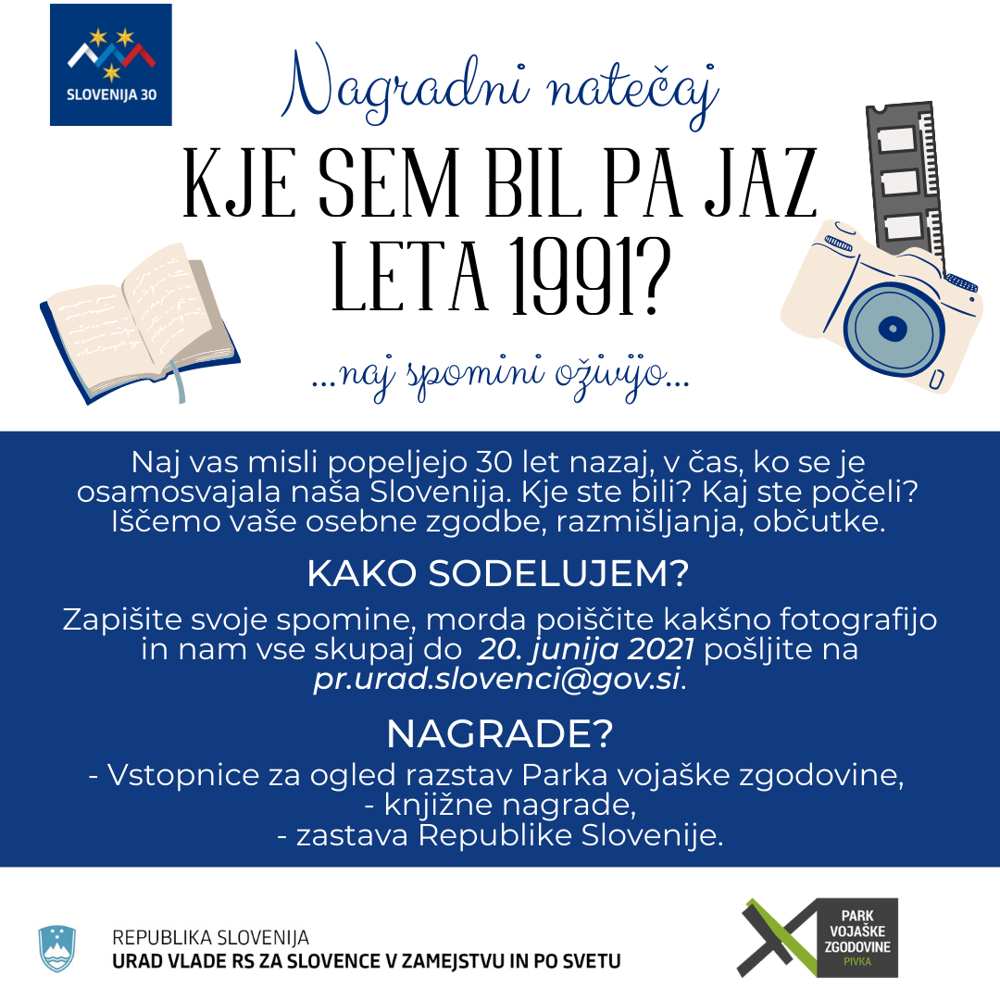 SLOVENIJA 30
Nagradni natečaj
KJE SEM BIL PA JAZ
LETA 1991?
...naj spomini oživijo...
Naj vas misli popeljejo 30 let nazaj, v čas, ko se je
osamosvajala naša Slovenija. Kje ste bili? Kaj ste počeli?
Iščemo vaše osebne zgodbe, razmišljanja, občutke.
KAKO SODELUJEM?
Zapišite svoje spomine, morda poiščite kakšno fotografijo
in nam vse skupaj do 20. junija 2021 pošljite na
pr.urad.slovenci@gov.si.
NAGRADE?
- Vstopnice za ogled razstav Parka vojaške zgodovine,
- knjižne nagrade,
- zastava Republike Slovenije.
REPUBLIKA SLOVENIJA
URAD VLADE RS ZA SLOVENCE V ZAMEJSTVU IN PO SVETU
PARK
VOJAŠKE
ZGODOVINE
PIVKA